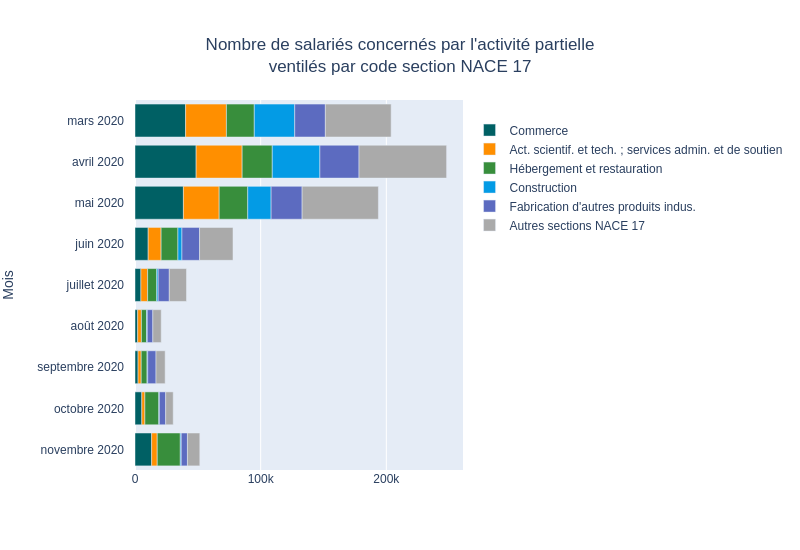 Nombre de salariés concernés par l'activité partielle
ventilés par code section NACE 17
Mois
mars 2020
avril 2020
mai 2020
juin 2020
juillet 2020
août 2020
septembre 2020
octobre 2020
novembre 2020
0
100k
200k
Commerce
Act. scientif. et tech. ; services admin. et de soutien
Hébergement et restauration
Construction
Fabrication d'autres produits indus.
Autres sections NACE 17